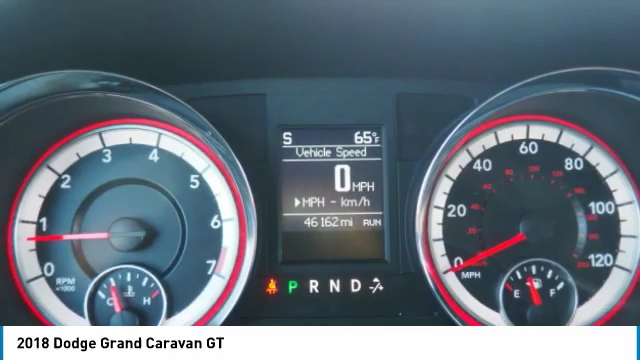 S 65°F
Vehicle Speed
0 MPH
▶MPH - km/h
46162 mi RUN
P R N D
0 1 2 3 4 5 6 7
RPM
x1000
C H
0 20 40 60 80 100 120
MPH
E F
2018 Dodge Grand Caravan GT